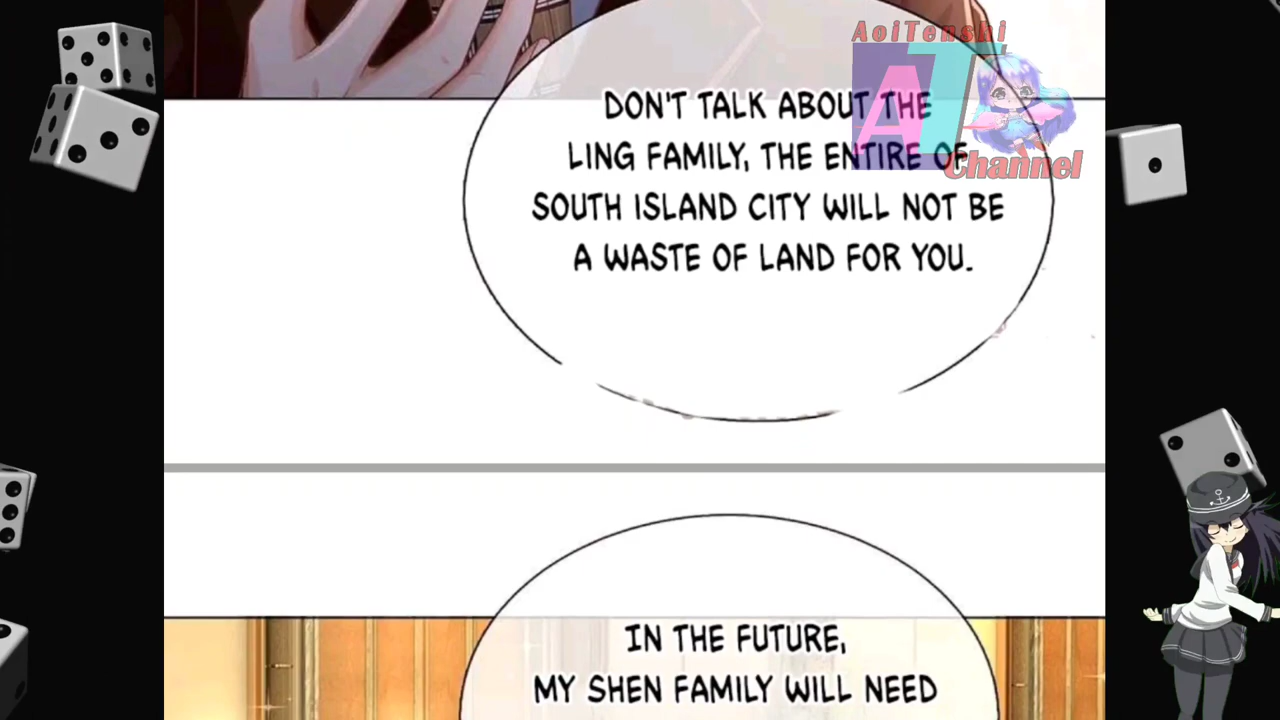 AoiTenshi
AT
Channel
DON'T TALK ABOUT THE
LING FAMILY, THE ENTIRE OF
SOUTH ISLAND CITY WILL NOT BE
A WASTE OF LAND FOR YOU.
IN THE FUTURE,
MY SHEN FAMILY WILL NEED